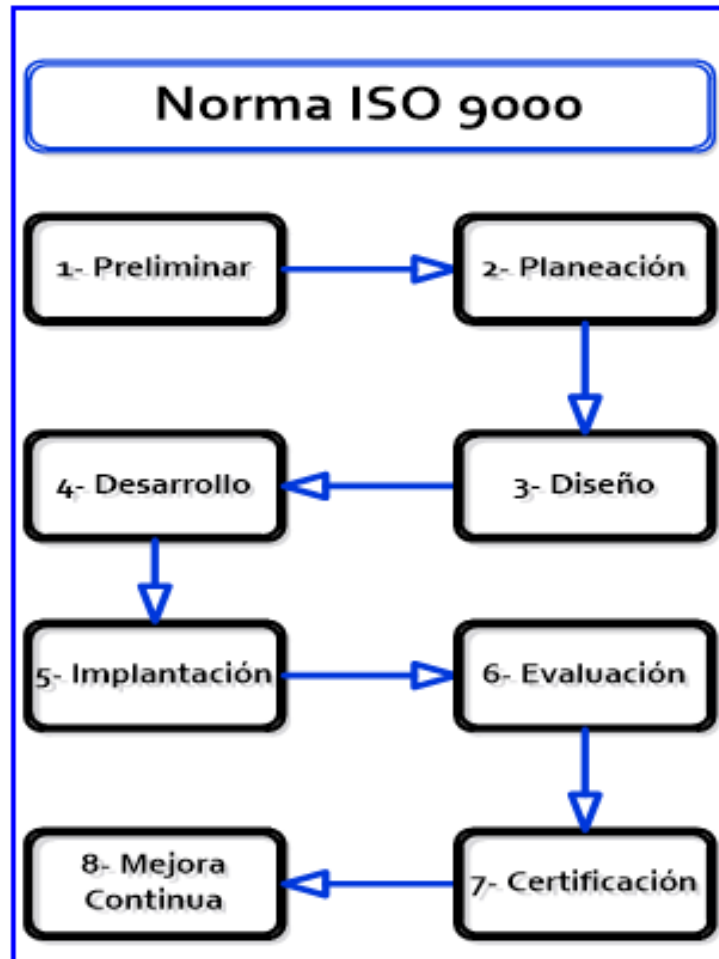 Norma ISO 9000
1- Preliminar
2- Planeación
3- Diseño
4- Desarrollo
5- Implantación
6- Evaluación
7- Certificación
8- Mejora
Continua